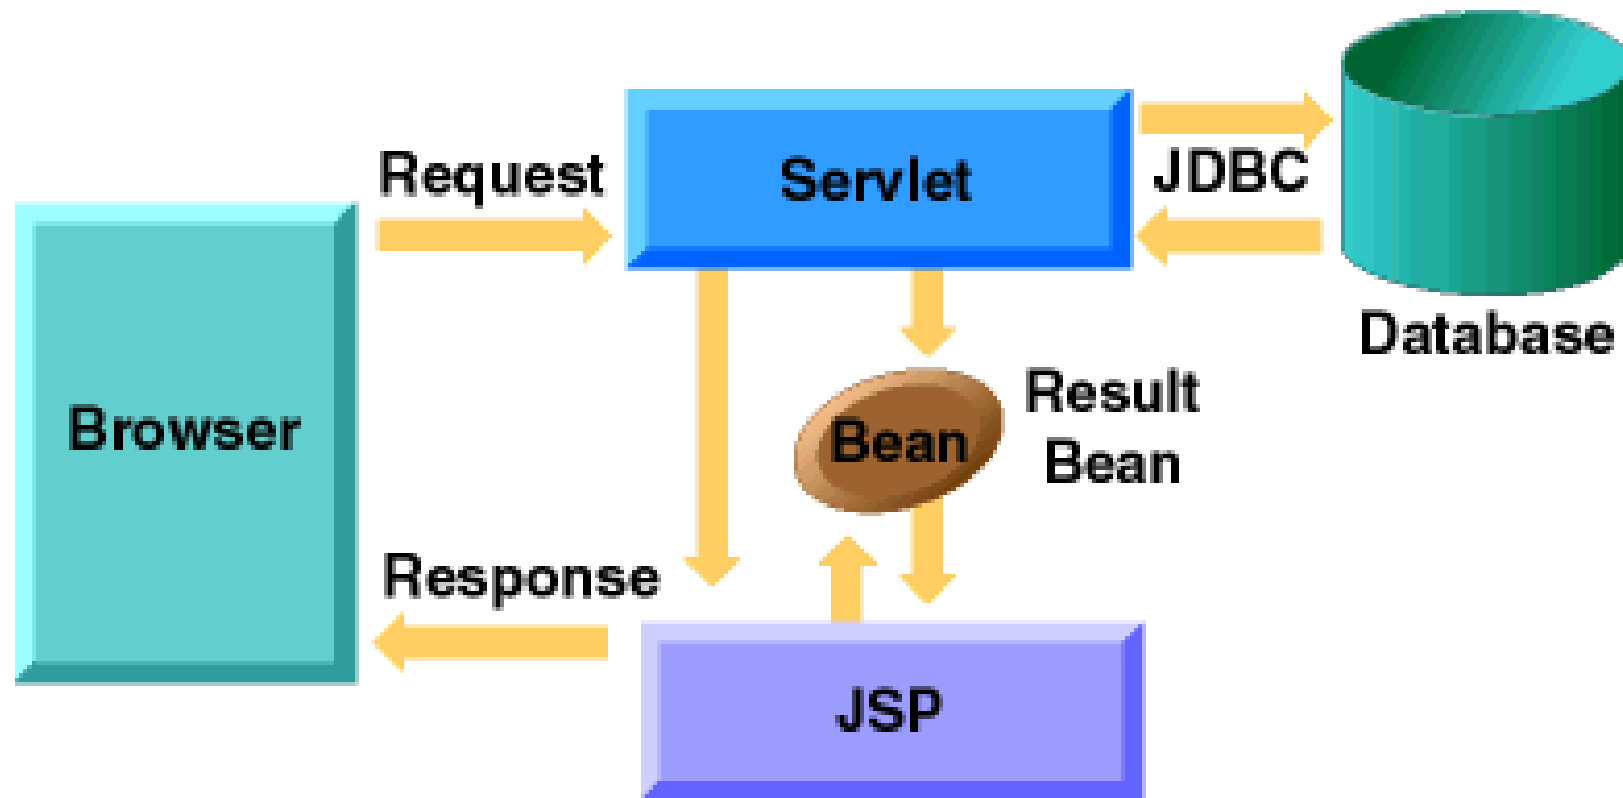 Request
Servlet
JDBC
Database
Browser
Bean
Result
Bean
Response
JSP